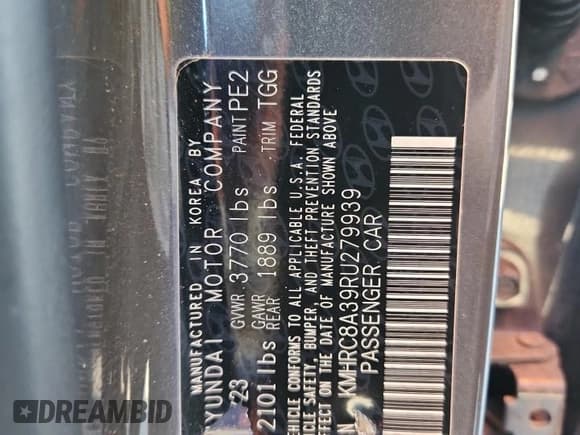 MANUFACTURED IN KOREA BY
HYUNDAI MOTOR COMPANY
23 GVWR 3770 lbs PAINT PE2
2101 lbs GAWR REAR 1889 lbs TRIM TGG
VEHICLE CONFORMS TO ALL APPLICABLE U.S.A. FEDERAL
VEHICLE SAFETY, BUMPER, AND THEFT PREVENTION STANDARDS
EFFECT ON THE DATE OF MANUFACTURE SHOWN ABOVE
KMHRC8A39RU279939
PASSENGER CAR
DREAMBID